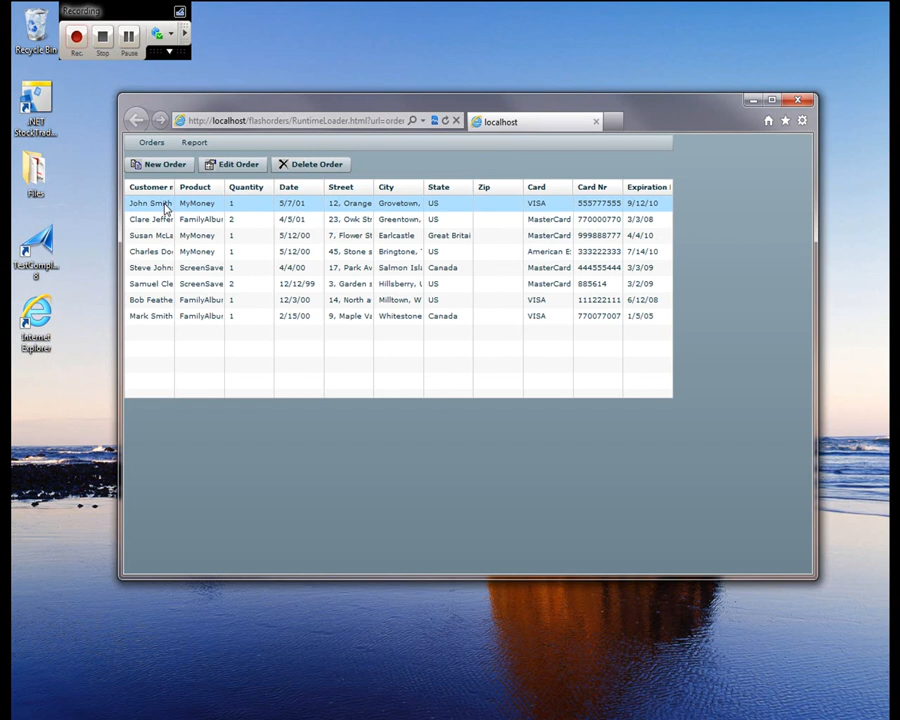 Recording
Recycle Bin
Rec. Stop Pause
.NET
StockTrad...
Files
TestCompl...
8
Internet
Explorer
http://localhost/flashorders/RuntimeLoader.html?url=order
localhost
Orders Report
New Order Edit Order Delete Order
Customer n Product Quantity Date Street City State Zip Card Card Nr Expiration
John Smith MyMoney 1 5/7/01 12, Orange Grovetown, US VISA 555777555 9/12/10
Clare Jeffer FamilyAlbur 2 4/5/01 23, Owk Str Greentown, US MasterCard 770000770 3/3/08
Susan McLa MyMoney 1 5/12/00 7, Flower St Earlcastle Great Britai MasterCard 999888777 4/4/10
Charles Do MyMoney 1 5/12/00 45, Stone s Bringtone, US American E 333222333 7/14/10
Steve John ScreenSave 1 4/4/00 17, Park Av Salmon Isl Canada MasterCard 444555444 3/3/09
Samuel Cle ScreenSave 2 12/12/99 3, Garden s Hillsberry, US MasterCard 885614 3/2/09
Bob Feathe FamilyAlbur 1 12/3/00 14, North a Milltown, W US VISA 111222111 6/12/08
Mark Smith FamilyAlbur 1 2/15/00 9, Maple Va Whitestone Canada VISA 770077007 1/5/05